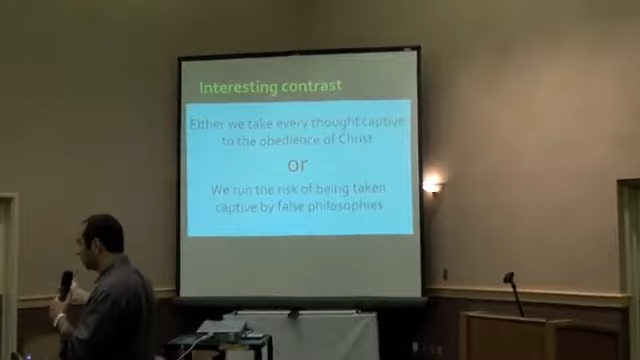 Interesting contrast
Either we take every thought captive
to the obedience of Christ
or
We run the risk of being taken
captive by false philosophies